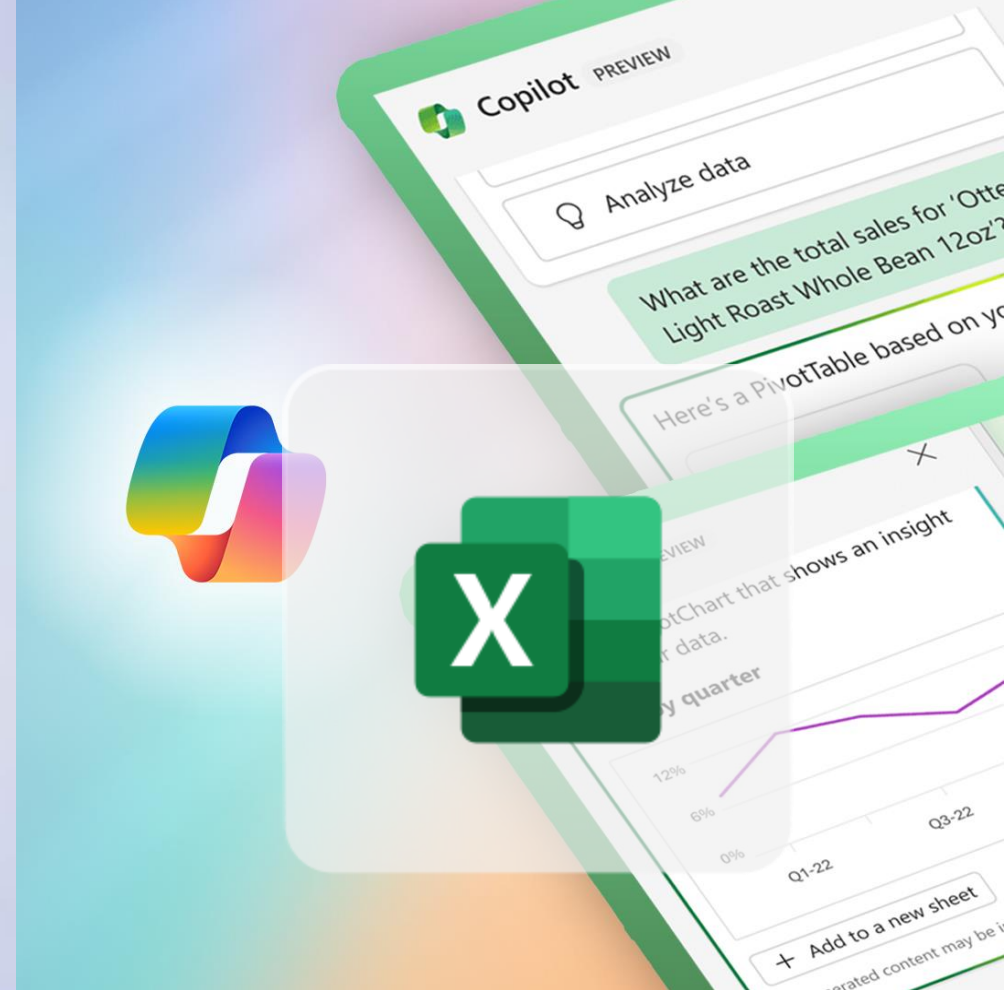 Copilot PREVIEW
Analyze data
What are the total sales for 'Otte
Light Roast Whole Bean 12oz'?
Here's a PivotTable based on yo
EVIEW
otChart that shows an insight
r data.
by quarter
12%
6%
0%
Q1-22
Q3-22
+ Add to a new sheet
erated content may be i
X